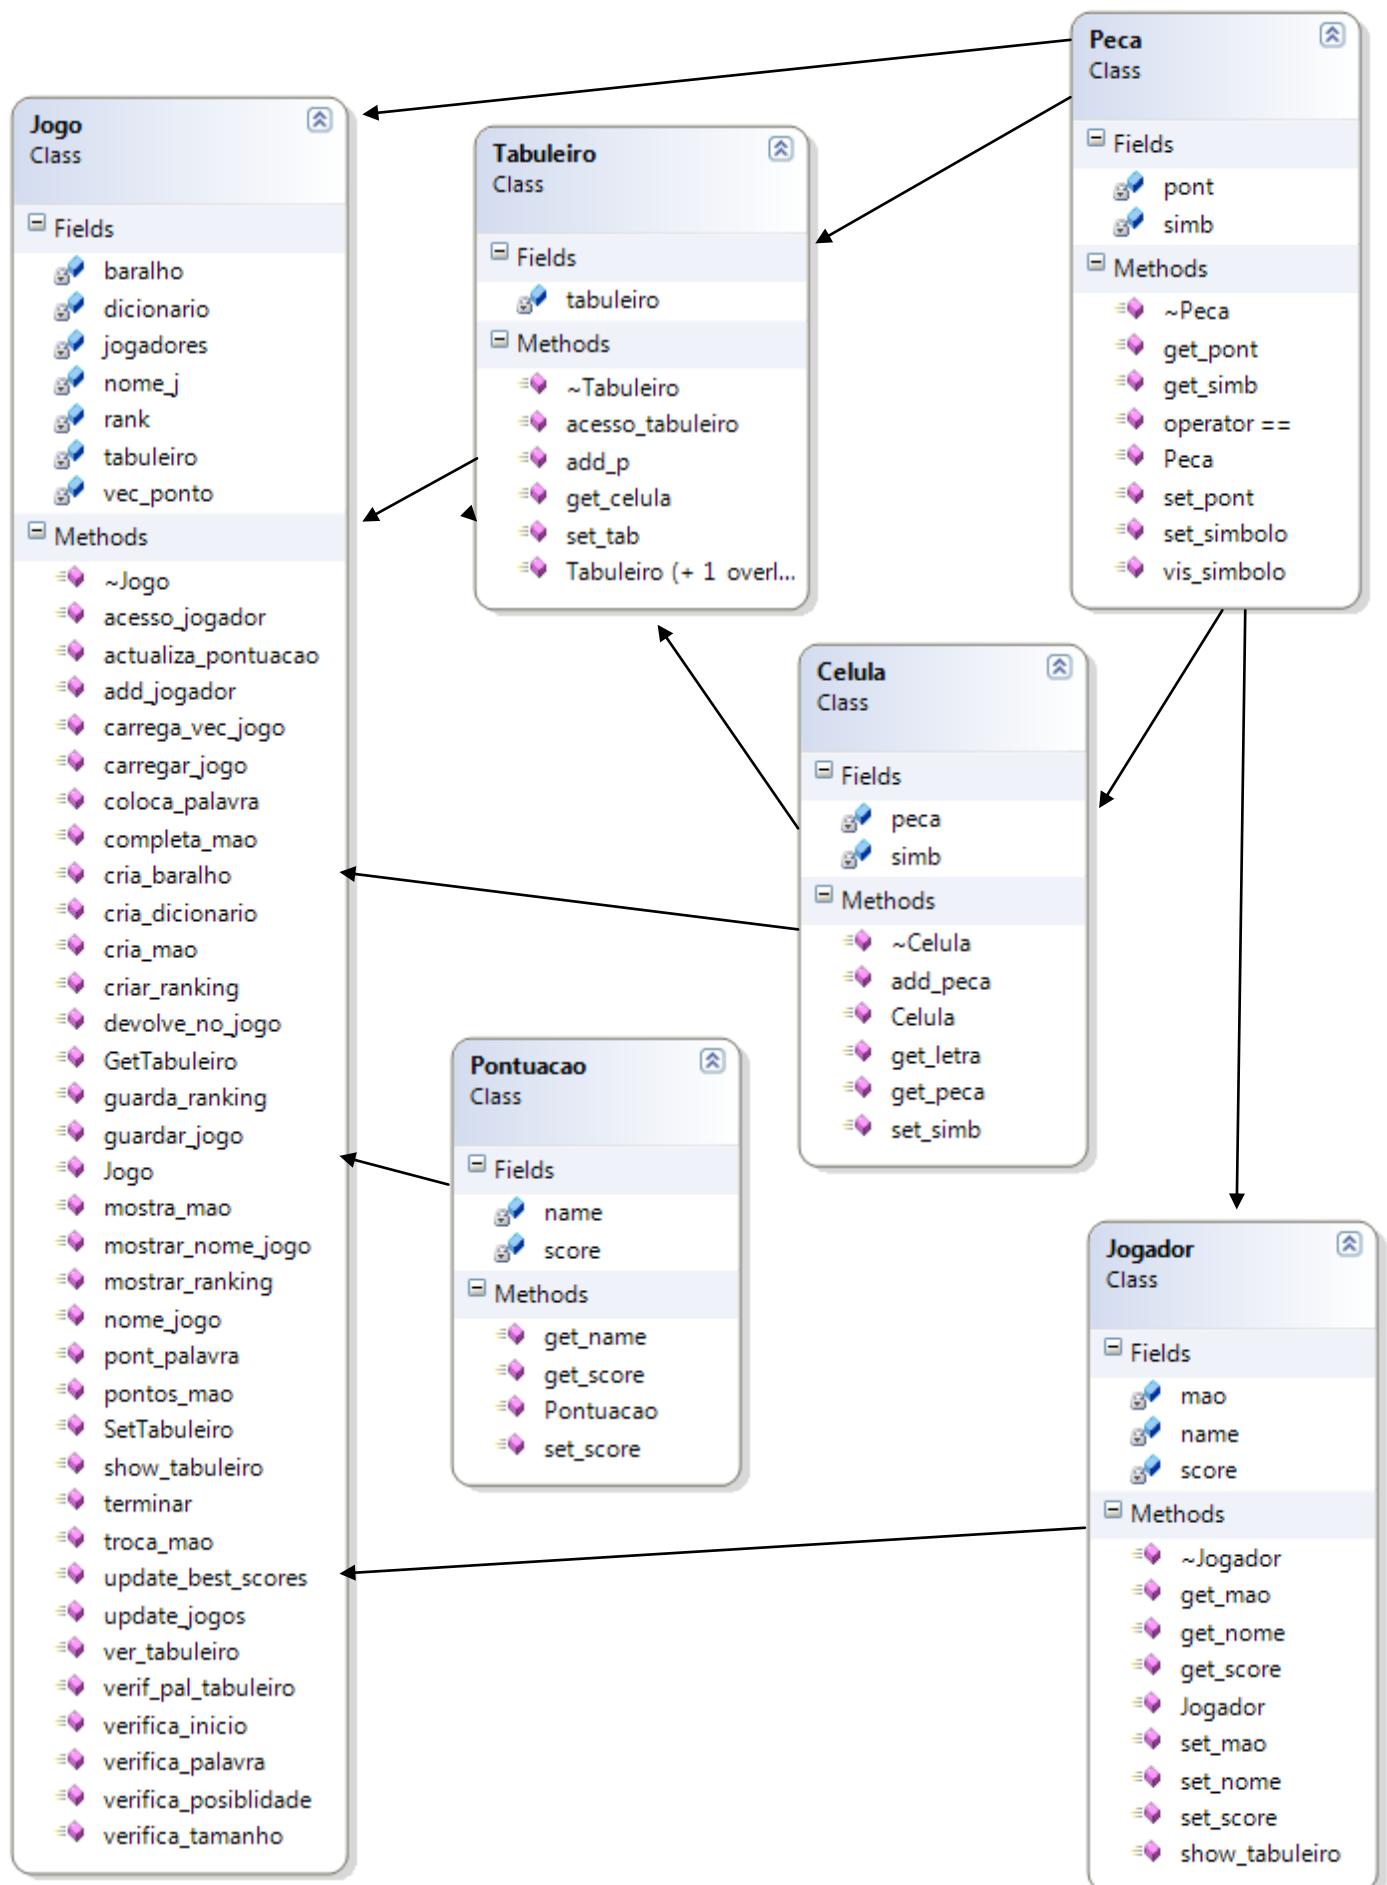 Jogo
Class
Fields
baralho
dicionario
jogadores
nome_j
rank
tabuleiro
vec_ponto
Methods
~Jogo
acesso_jogador
actualiza_pontuacao
add_jogador
carrega_vec_jogo
carregar_jogo
coloca_palavra
completa_mao
cria_baralho
cria_dicionario
cria_mao
criar_ranking
devolve_no_jogo
GetTabuleiro
guarda_ranking
guardar_jogo
Jogo
mostra_mao
mostrar_nome_jogo
mostrar_ranking
nome_jogo
pont_palavra
pontos_mao
SetTabuleiro
show_tabuleiro
terminar
troca_mao
update_best_scores
update_jogos
ver_tabuleiro
verif_pal_tabuleiro
verifica_inicio
verifica_palavra
verifica_posiblidade
verifica_tamanho
Tabuleiro
Class
Fields
tabuleiro
Methods
~Tabuleiro
acesso_tabuleiro
add_p
get_celula
set_tab
Tabuleiro (+ 1 overl...
Peca
Class
Fields
pont
simb
Methods
~Peca
get_pont
get_simb
operator ==
Peca
set_pont
set_simbolo
vis_simbolo
Celula
Class
Fields
peca
simb
Methods
~Celula
add_peca
Celula
get_letra
get_peca
set_simb
Pontuacao
Class
Fields
name
score
Methods
get_name
get_score
Pontuacao
set_score
Jogador
Class
Fields
mao
name
score
Methods
~Jogador
get_mao
get_nome
get_score
Jogador
set_mao
set_nome
set_score
show_tabuleiro